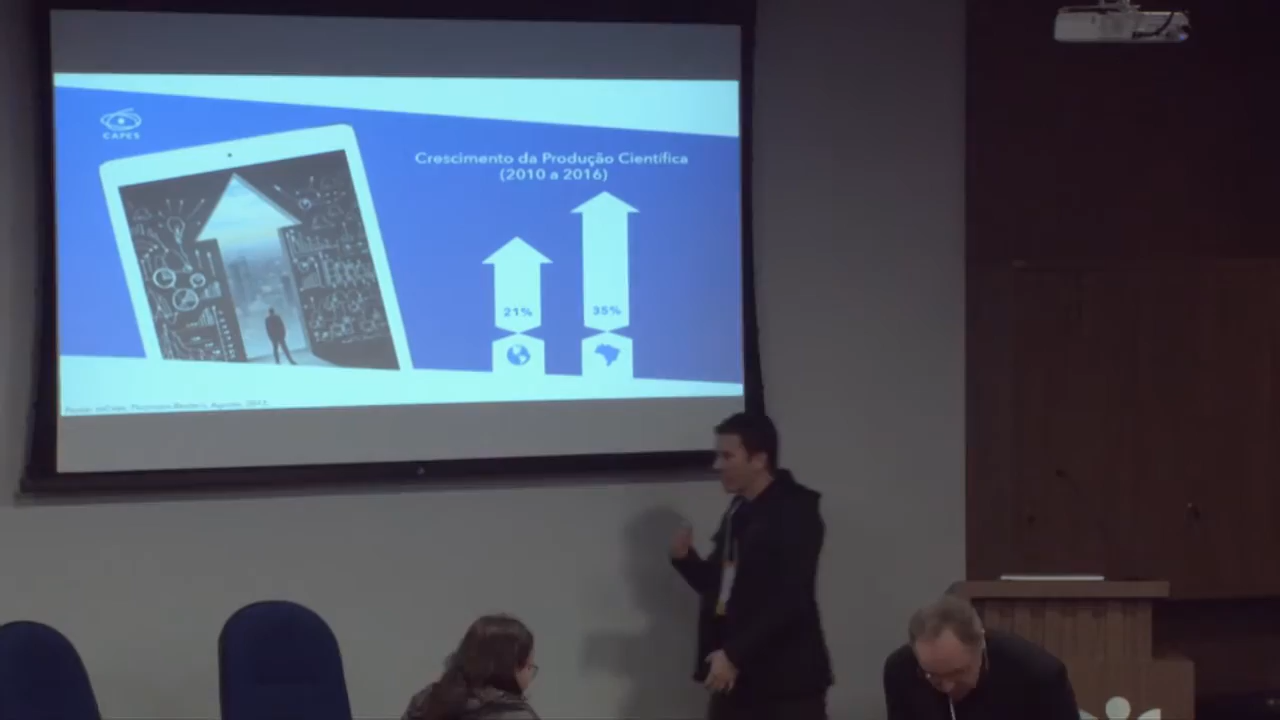 CAPES
Crescimento da Produção Científica
(2010 a 2016)
21%
35%